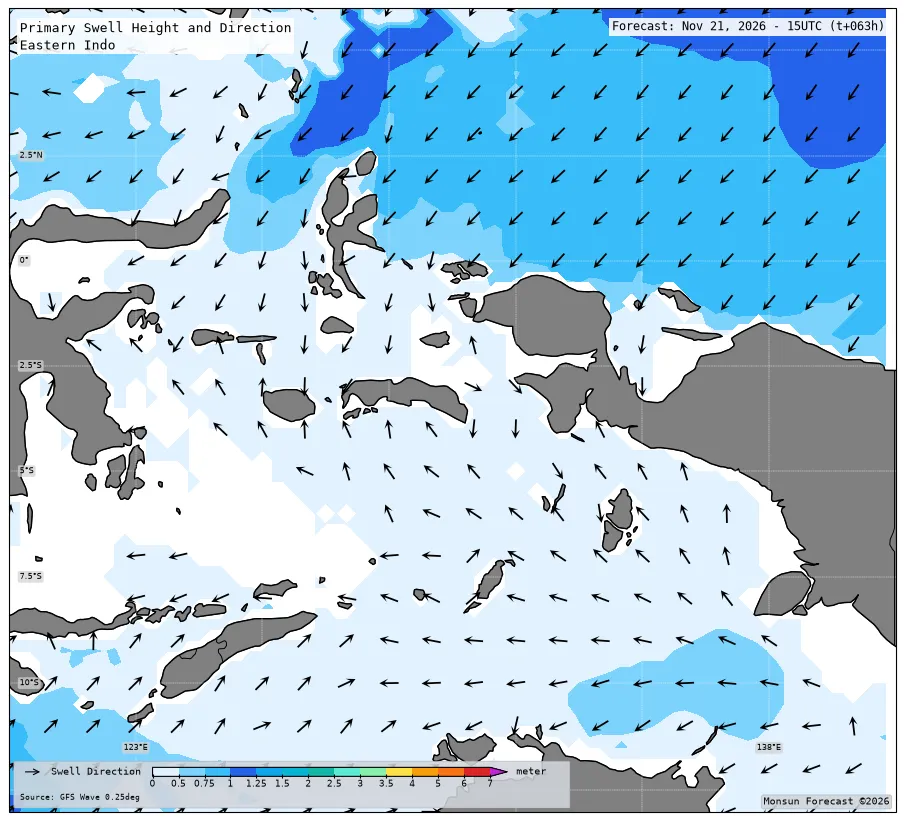 Primary Swell Height and Direction
Eastern Indo
Forecast: Nov 21, 2026 - 15UTC (t+063h)
2.5°N
0°
2.5°S
5°S
7.5°S
10°S
123°E
138°E
Swell Direction
0 0.5 0.75 1 1.25 1.5 2 2.5 3 3.5 4 5 6 7
meter
Source: GFS Wave 0.25deg
Monsun Forecast ©2026